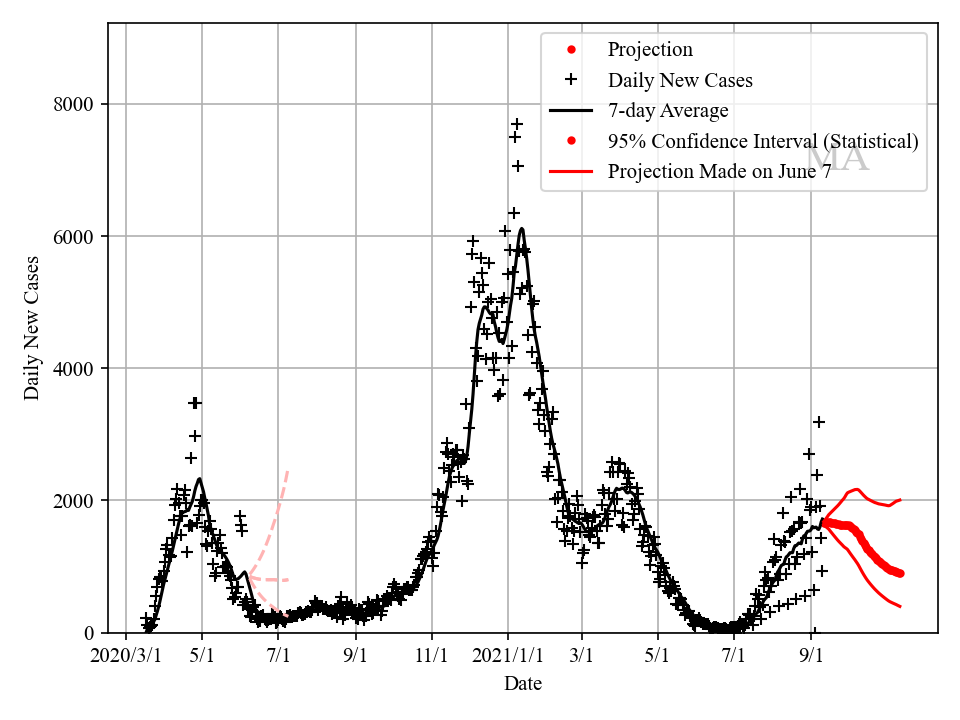 Projection
Daily New Cases
7-day Average
95% Confidence Interval (Statistical)
Projection Made on June 7
MA
8000
6000
4000
2000
0
Daily New Cases
2020/3/1 5/1 7/1 9/1 11/1 2021/1/1 3/1 5/1 7/1 9/1
Date